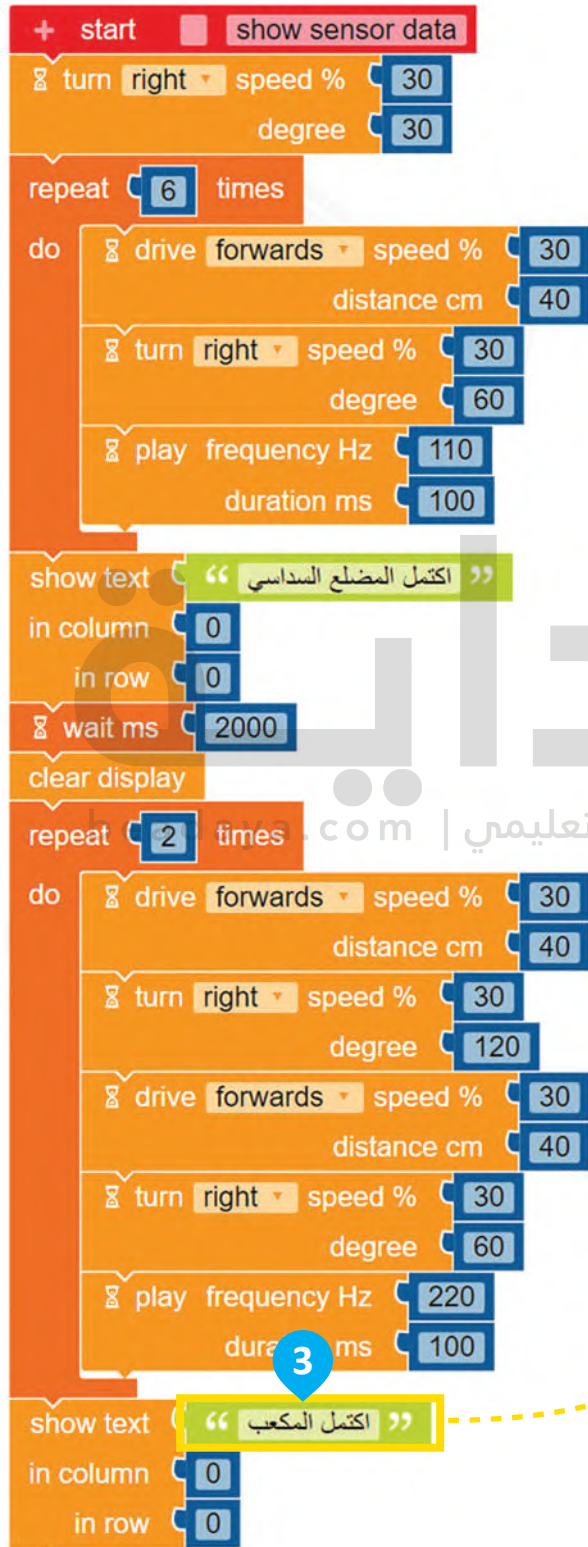 + start show sensor data
turn right speed % 30
degree 30
repeat 6 times
do drive forwards speed % 30
distance cm 40
turn right speed % 30
degree 60
play frequency Hz 110
duration ms 100
show text “ اكتمل المضلع السداسي ”
in column 0
in row 0
wait ms 2000
clear display
repeat 2 times
do drive forwards speed % 30
distance cm 40
turn right speed % 30
degree 120
drive forwards speed % 30
distance cm 40
turn right speed % 30
degree 60
play frequency Hz 220
ms 100
3
show text “ اكتمل المكعب ”
in column 0
in row 0